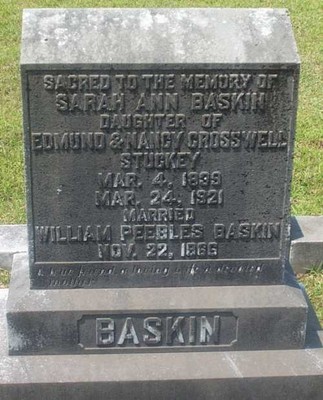 SACRED TO THE MEMORY OF
SARAH ANN BASKIN
DAUGHTER OF
EDMUND & NANCY CROSSWELL
STUCKEY
MAR. 4, 1839
MAR. 24, 1921
MARRIED
WILLIAM PEEBLES BASKIN
NOV. 22, 1865
BASKIN